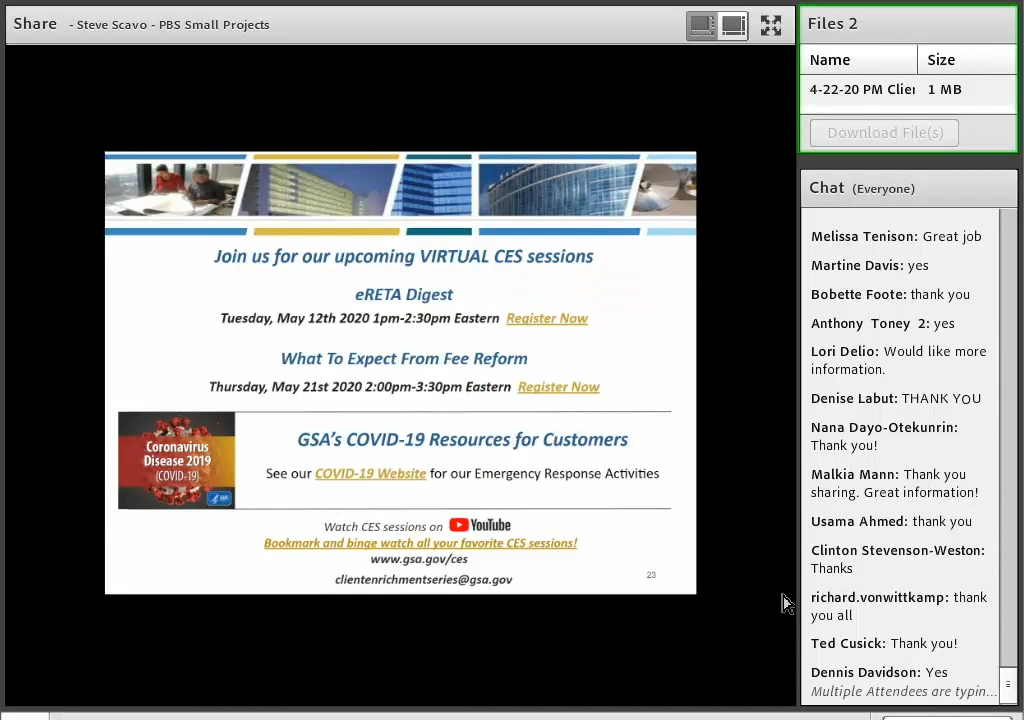 Share - Steve Scavo - PBS Small Projects
Join us for our upcoming VIRTUAL CES sessions
eRETA Digest
Tuesday, May 12th 2020 1pm-2:30pm Eastern Register Now
What To Expect From Fee Reform
Thursday, May 21st 2020 2:00pm-3:30pm Eastern Register Now
Coronavirus
Disease 2019
(COVID-19)
CDC
GSA's COVID-19 Resources for Customers
See our COVID-19 Website for our Emergency Response Activities
Watch CES sessions on YouTube
Bookmark and binge watch all your favorite CES sessions!
www.gsa.gov/ces
clientenrichmentseries@gsa.gov
23
Files 2
Name Size
4-22-20 PM Clie 1 MB
Download File(s)
Chat (Everyone)
Melissa Tenison: Great job
Martine Davis: yes
Bobette Foote: thank you
Anthony Toney 2: yes
Lori Delio: Would like more
information.
Denise Labut: THANK YOU
Nana Dayo-Otekunrin:
Thank you!
Malkia Mann: Thank you
sharing. Great information!
Usama Ahmed: thank you
Clinton Stevenson-Weston:
Thanks
richard.vonwittkamp: thank
you all
Ted Cusick: Thank you!
Dennis Davidson: Yes
Multiple Attendees are typin...